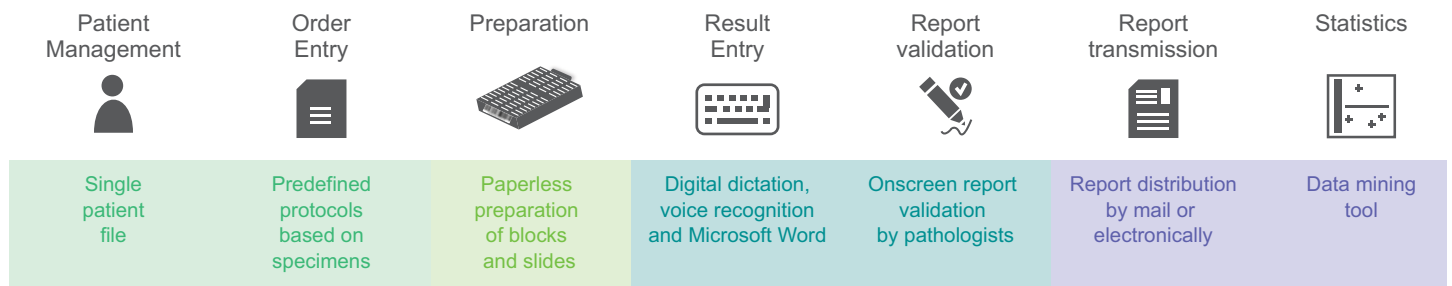 Patient
Management
Order
Entry
Preparation
Result
Entry
Report
validation
Report
transmission
Statistics
Single
patient
file
Predefined
protocols
based on
specimens
Paperless
preparation
of blocks
and slides
Digital dictation,
voice recognition
and Microsoft Word
Onscreen report
validation
by pathologists
Report distribution
by mail or
electronically
Data mining
tool